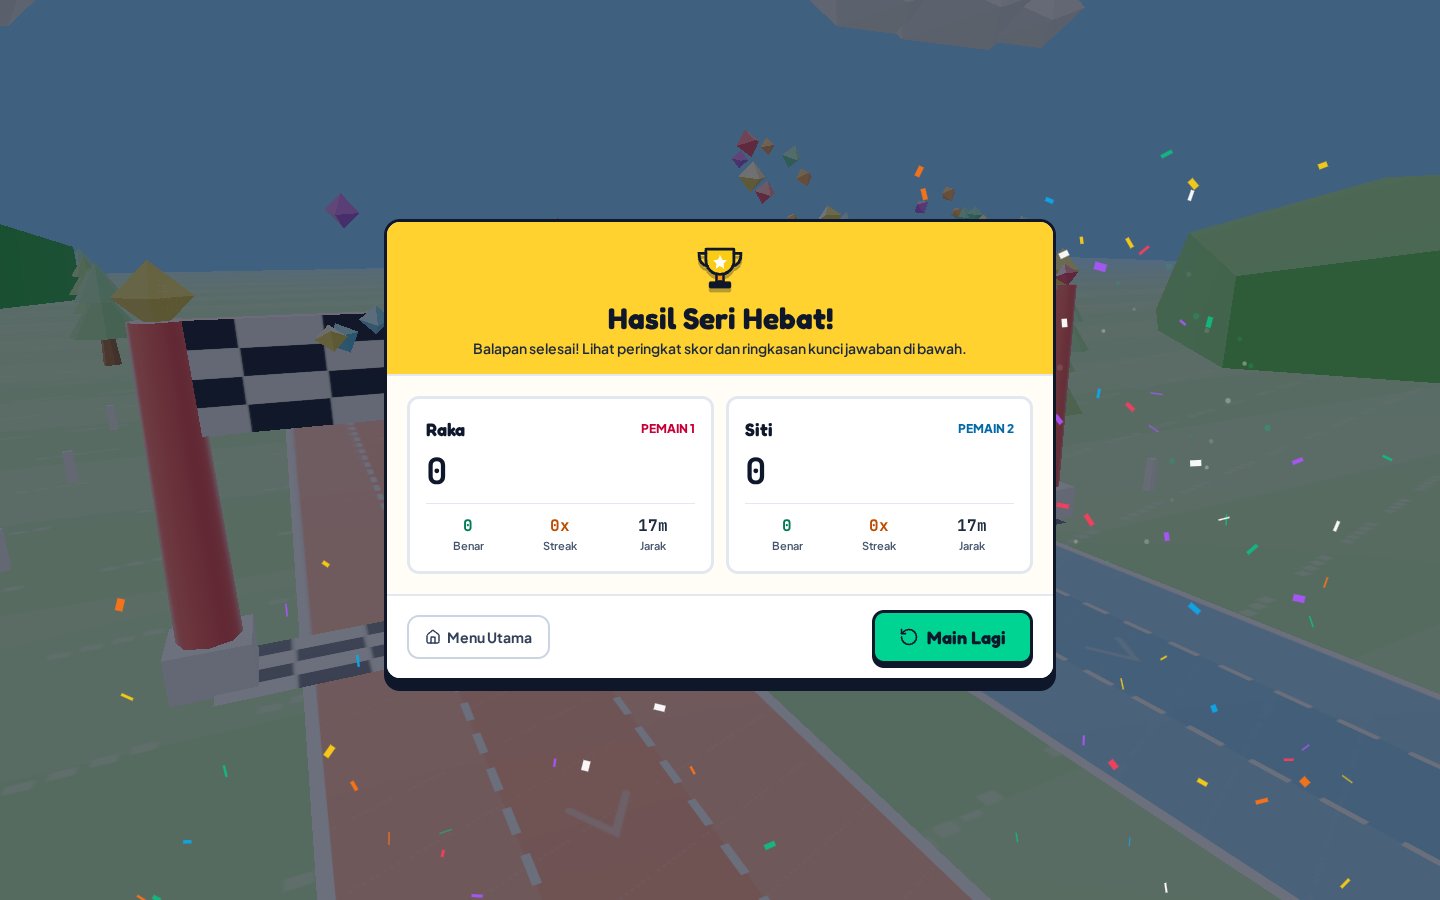 Hasil Seri Hebat!
Balapan selesai! Lihat peringkat skor dan ringkasan kunci jawaban di bawah.
Raka PEMAIN 1
0
0 0x 17m
Benar Streak Jarak
Siti PEMAIN 2
0
0 0x 17m
Benar Streak Jarak
Menu Utama
Main Lagi